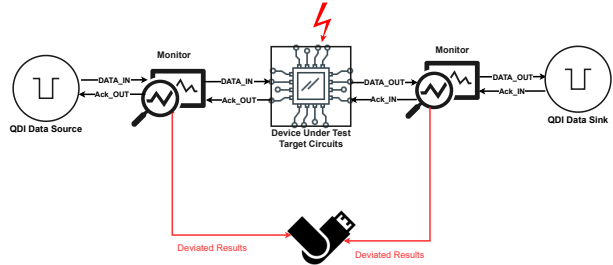 Monitor
Monitor
DATA_IN
Ack_OUT
DATA_IN
Ack_OUT
DATA_OUT
Ack_IN
DATA_OUT
Ack_IN
QDI Data Source
Device Under Test
Target Circuits
QDI Data Sink
Deviated Results
Deviated Results